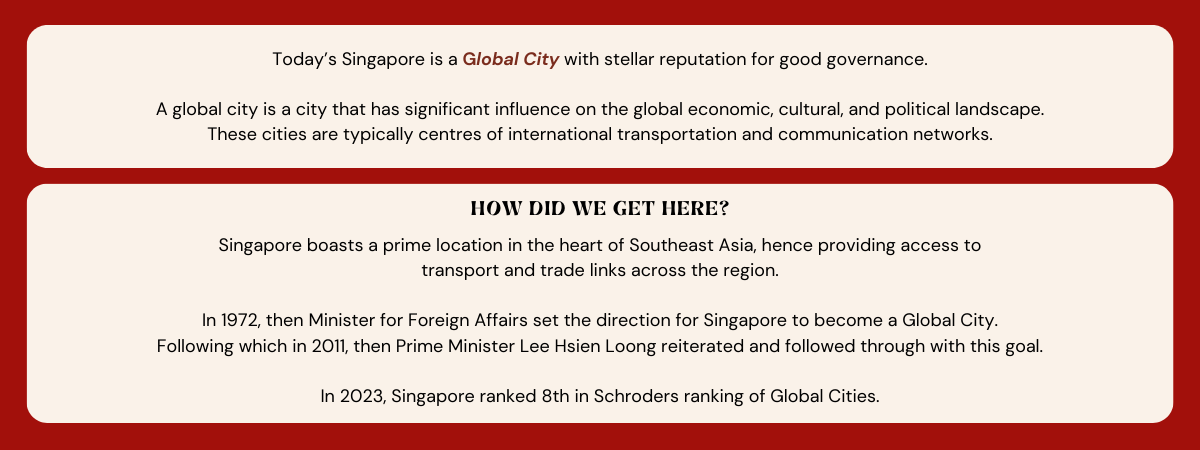 Today’s Singapore is a Global City with stellar reputation for good governance.
A global city is a city that has significant influence on the global economic, cultural, and political landscape.
These cities are typically centres of international transportation and communication networks.
HOW DID WE GET HERE?
Singapore boasts a prime location in the heart of Southeast Asia, hence providing access to
transport and trade links across the region.
In 1972, then Minister for Foreign Affairs set the direction for Singapore to become a Global City.
Following which in 2011, then Prime Minister Lee Hsien Loong reiterated and followed through with this goal.
In 2023, Singapore ranked 8th in Schroders ranking of Global Cities.